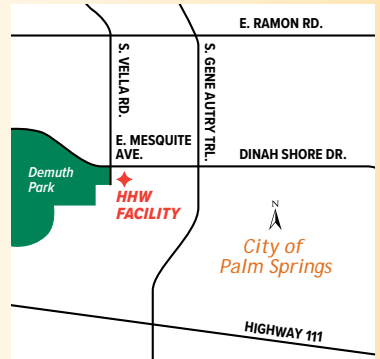 E. RAMON RD.
S. VELLA RD.
S. GENE AUTRY TRL.
E. MESQUITE
AVE.
DINAH SHORE DR.
Demuth
Park
HHW
FACILITY
N
City of
Palm Springs
HIGHWAY 111